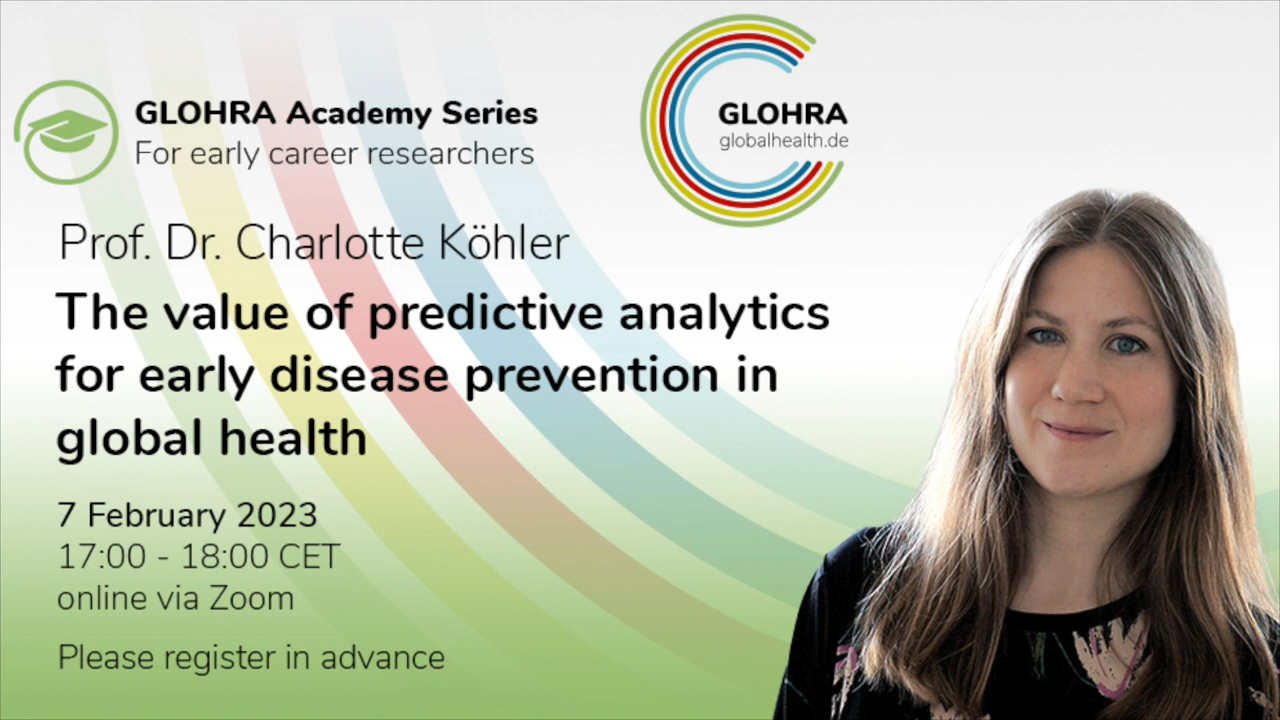 GLOHRA Academy Series
For early career researchers
GLOHRA
globalhealth.de
Prof. Dr. Charlotte Köhler
The value of predictive analytics
for early disease prevention in
global health
7 February 2023
17:00 - 18:00 CET
online via Zoom
Please register in advance